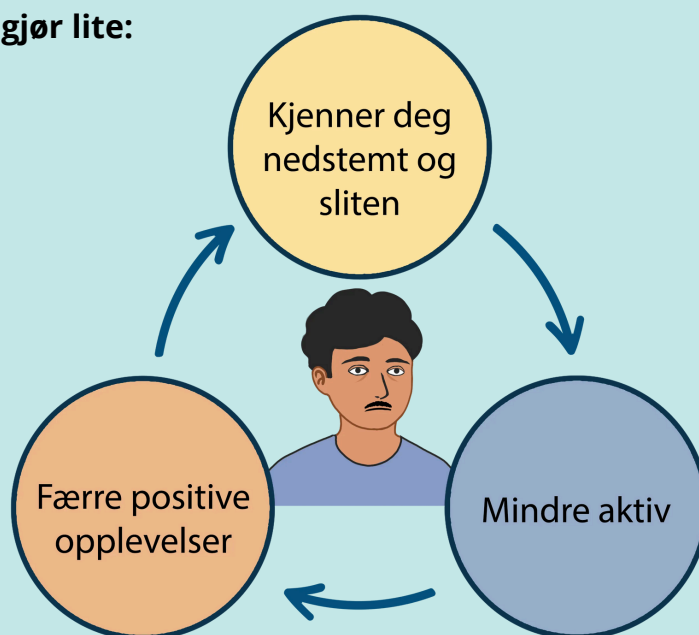 gjør lite:
Kjenner deg
nedstemt og
sliten
Mindre aktiv
Færre positive
opplevelser